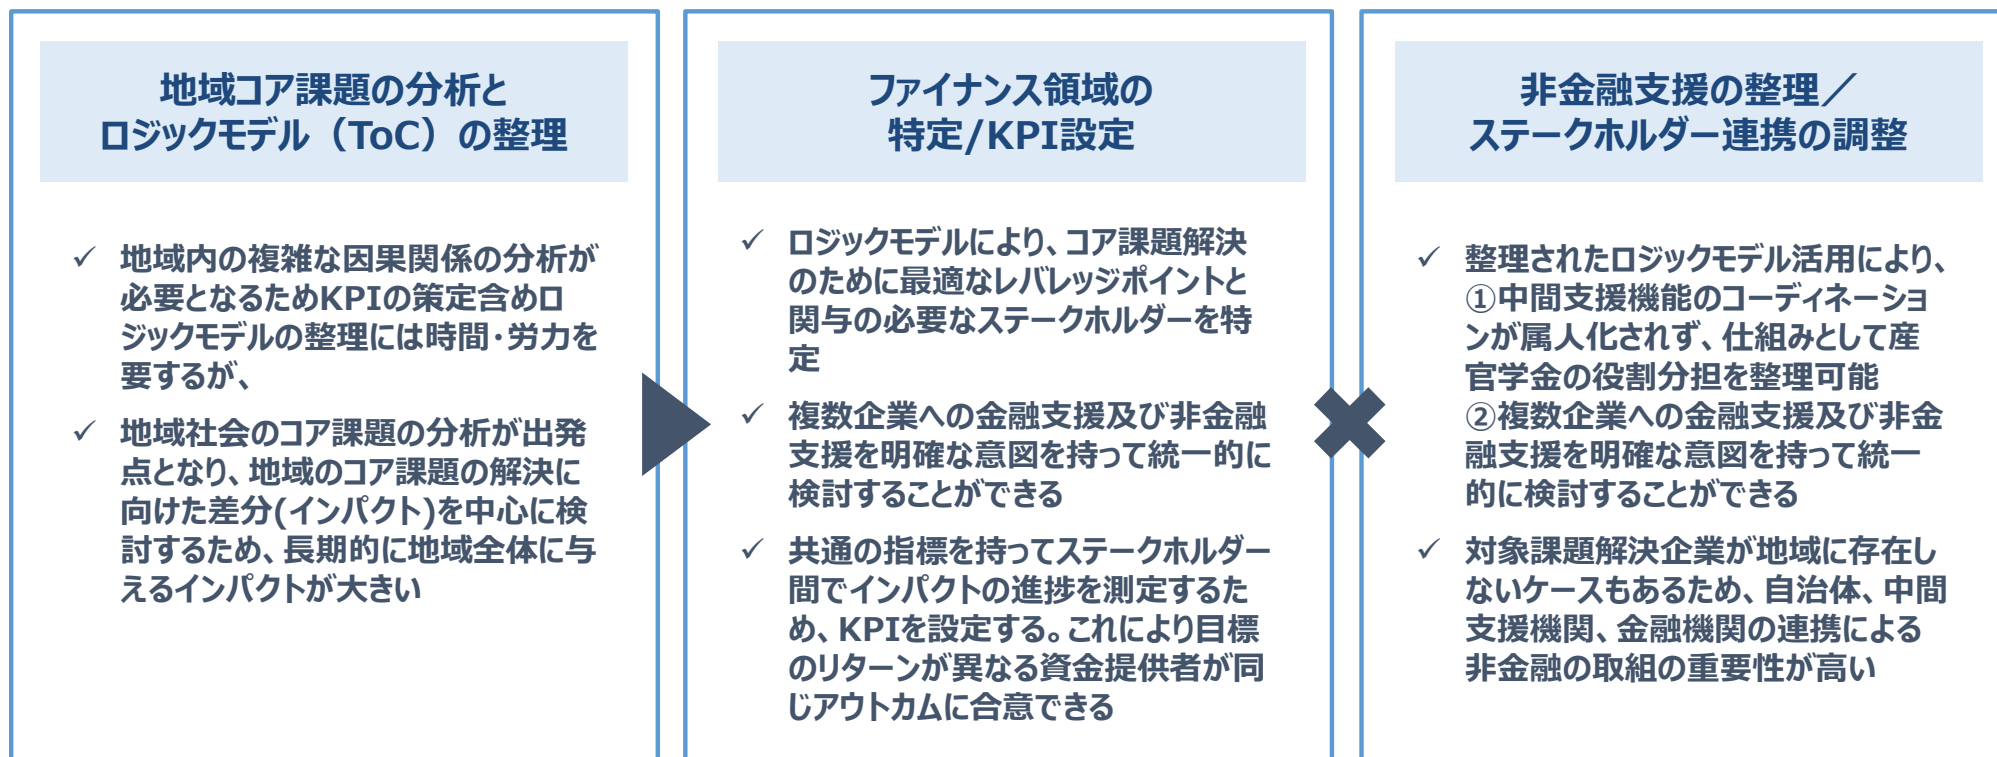 地域コア課題の分析と
ロジックモデル（ToC）の整理
✓ 地域内の複雑な因果関係の分析が
必要となるためKPIの策定含めロ
ジックモデルの整理には時間・労力を
要するが、
✓ 地域社会のコア課題の分析が出発
点となり、地域のコア課題の解決に
向けた差分(インパクト)を中心に検
討するため、長期的に地域全体に与
えるインパクトが大きい
ファイナンス領域の
特定/KPI設定
✓ ロジックモデルにより、コア課題解決
のために最適なレバレッジポイントと
関与の必要なステークホルダーを特
定
✓ 複数企業への金融支援及び非金融
支援を明確な意図を持って統一的に
検討することができる
✓ 共通の指標を持ってステークホルダー
間でインパクトの進捗を測定するた
め、KPIを設定する。これにより目標
のリターンが異なる資金提供者が同
じアウトカムに合意できる
非金融支援の整理／
ステークホルダー連携の調整
✓ 整理されたロジックモデル活用により、
①中間支援機能のコーディネーショ
ンが属人化されず、仕組みとして産
官学金の役割分担を整理可能
②複数企業への金融支援及び非金
融支援を明確な意図を持って統一
的に検討することができる
✓ 対象課題解決企業が地域に存在し
ないケースもあるため、自治体、中間
支援機関、金融機関の連携による
非金融の取組の重要性が高い